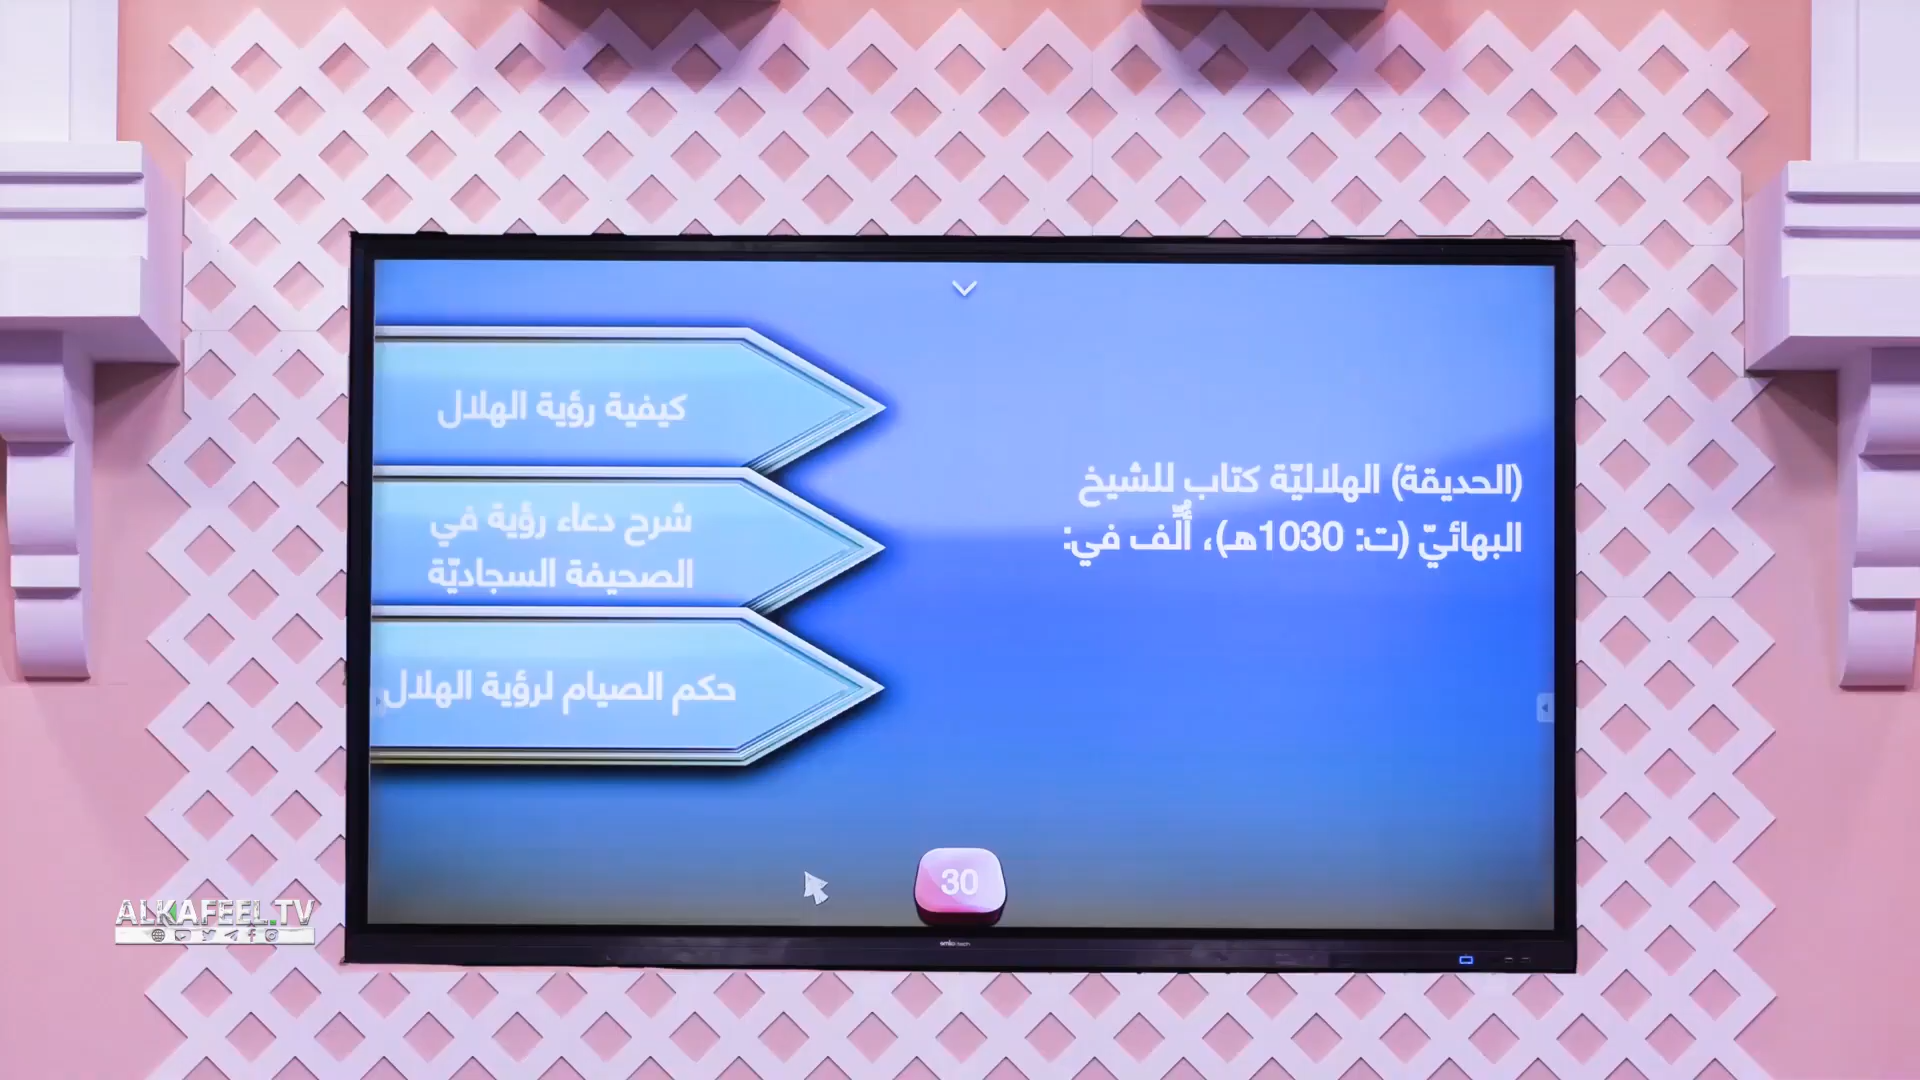 (الحديقة) الهلاليّة كتاب للشيخ
البهائيّ (ت: 1030هـ)، أُلِّف في:
كيفية رؤية الهلال
شرح دعاء رؤية في
الصحيفة السجاديّة
حكم الصيام لرؤية الهلال
30
ALKAFEEL.TV